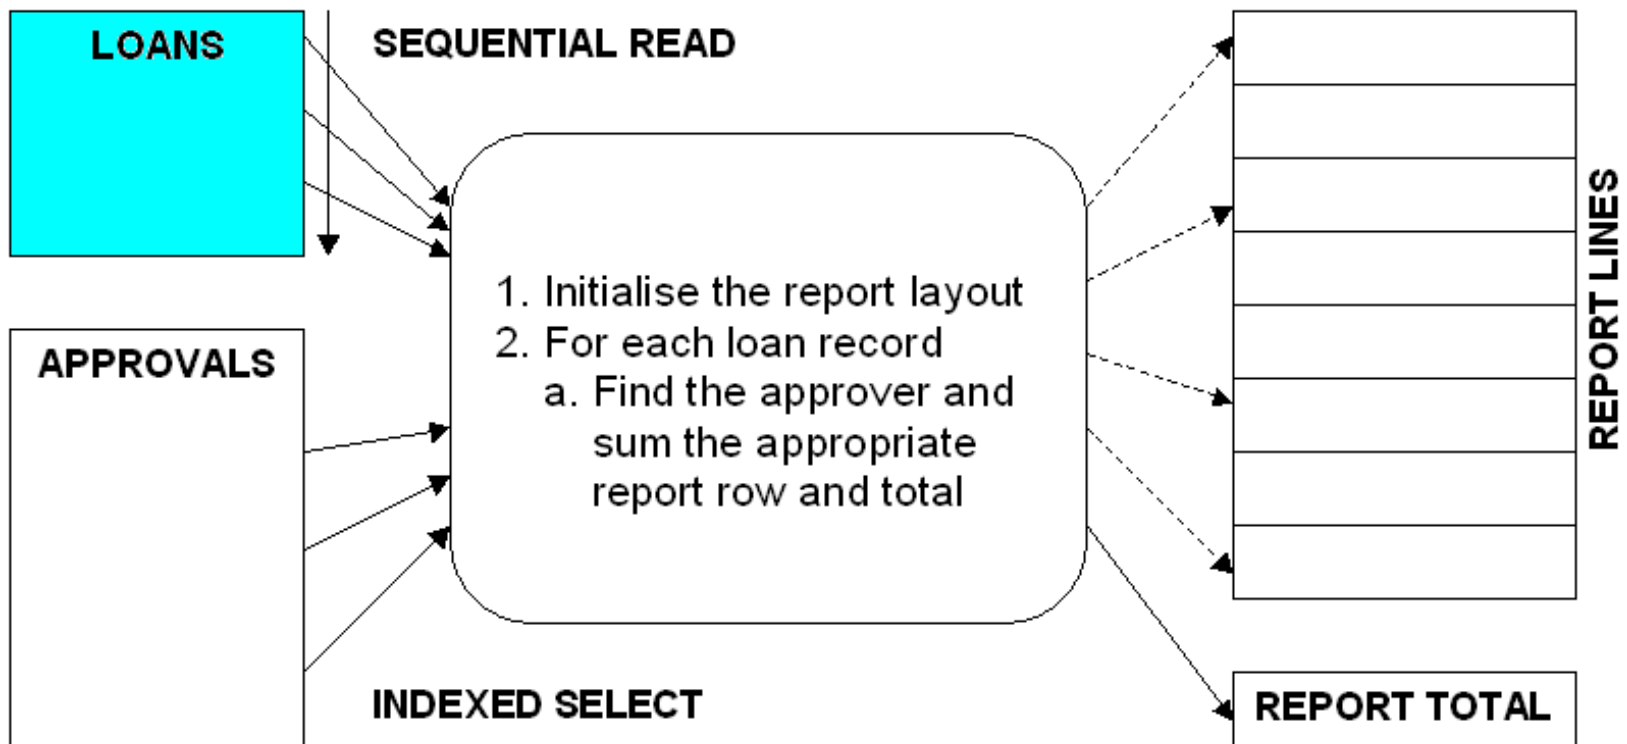 LOANS
SEQUENTIAL READ
1. Initialise the report layout
2. For each loan record
a. Find the approver and
sum the appropriate
report row and total
APPROVALS
INDEXED SELECT
REPORT LINES
REPORT TOTAL